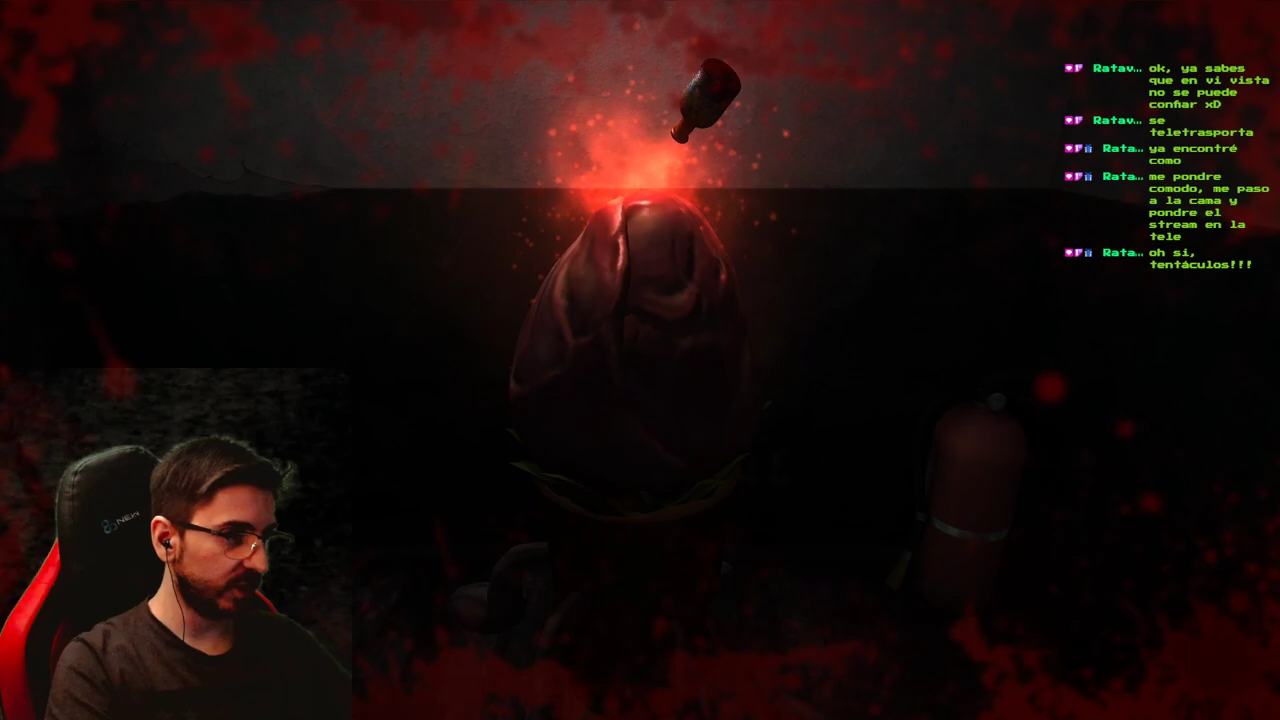 Ratav… ok, ya sabes
que en vi vista
no se puede
confiar xD
Ratav… se
teletrasporta
Rata… ya encontré
como
Rata… me pondre
comodo, me paso
a la cama y
pondre el
stream en la
tele
Rata… oh si,
tentáculos!!!
NEW